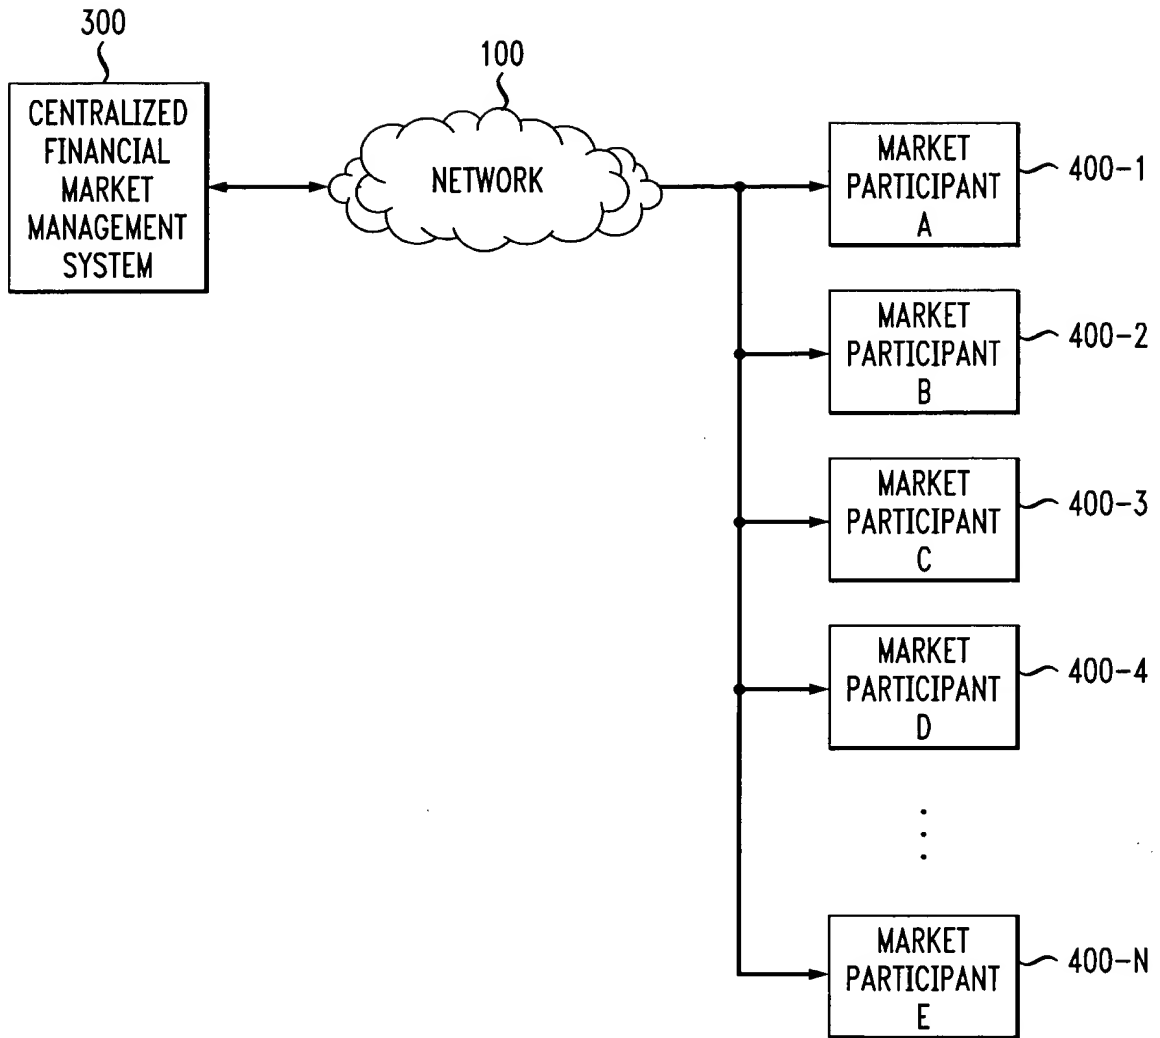 300
CENTRALIZED
FINANCIAL
MARKET
MANAGEMENT
SYSTEM
100
NETWORK
MARKET
PARTICIPANT
A
400-1
MARKET
PARTICIPANT
B
400-2
MARKET
PARTICIPANT
C
400-3
MARKET
PARTICIPANT
D
400-4
MARKET
PARTICIPANT
E
400-N